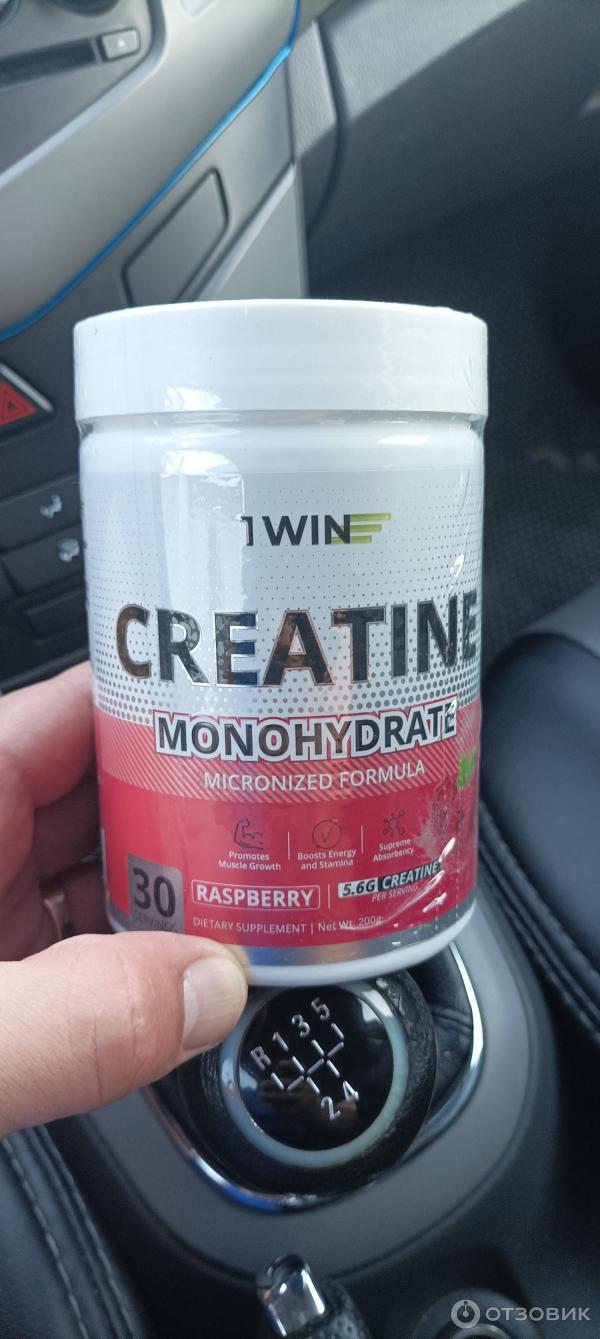 1WIN
CREATINE
MONOHYDRATE
MICRONIZED FORMULA
Promotes
Muscle Growth
Boosts Energy
and Stamina
Supreme
Absorbency
30
SERVINGS
RASPBERRY
5.6G CREATINE
PER SERVING
DIETARY SUPPLEMENT | Net Wt. 200g
R 1 3 5
2 4
ОТЗОВИК